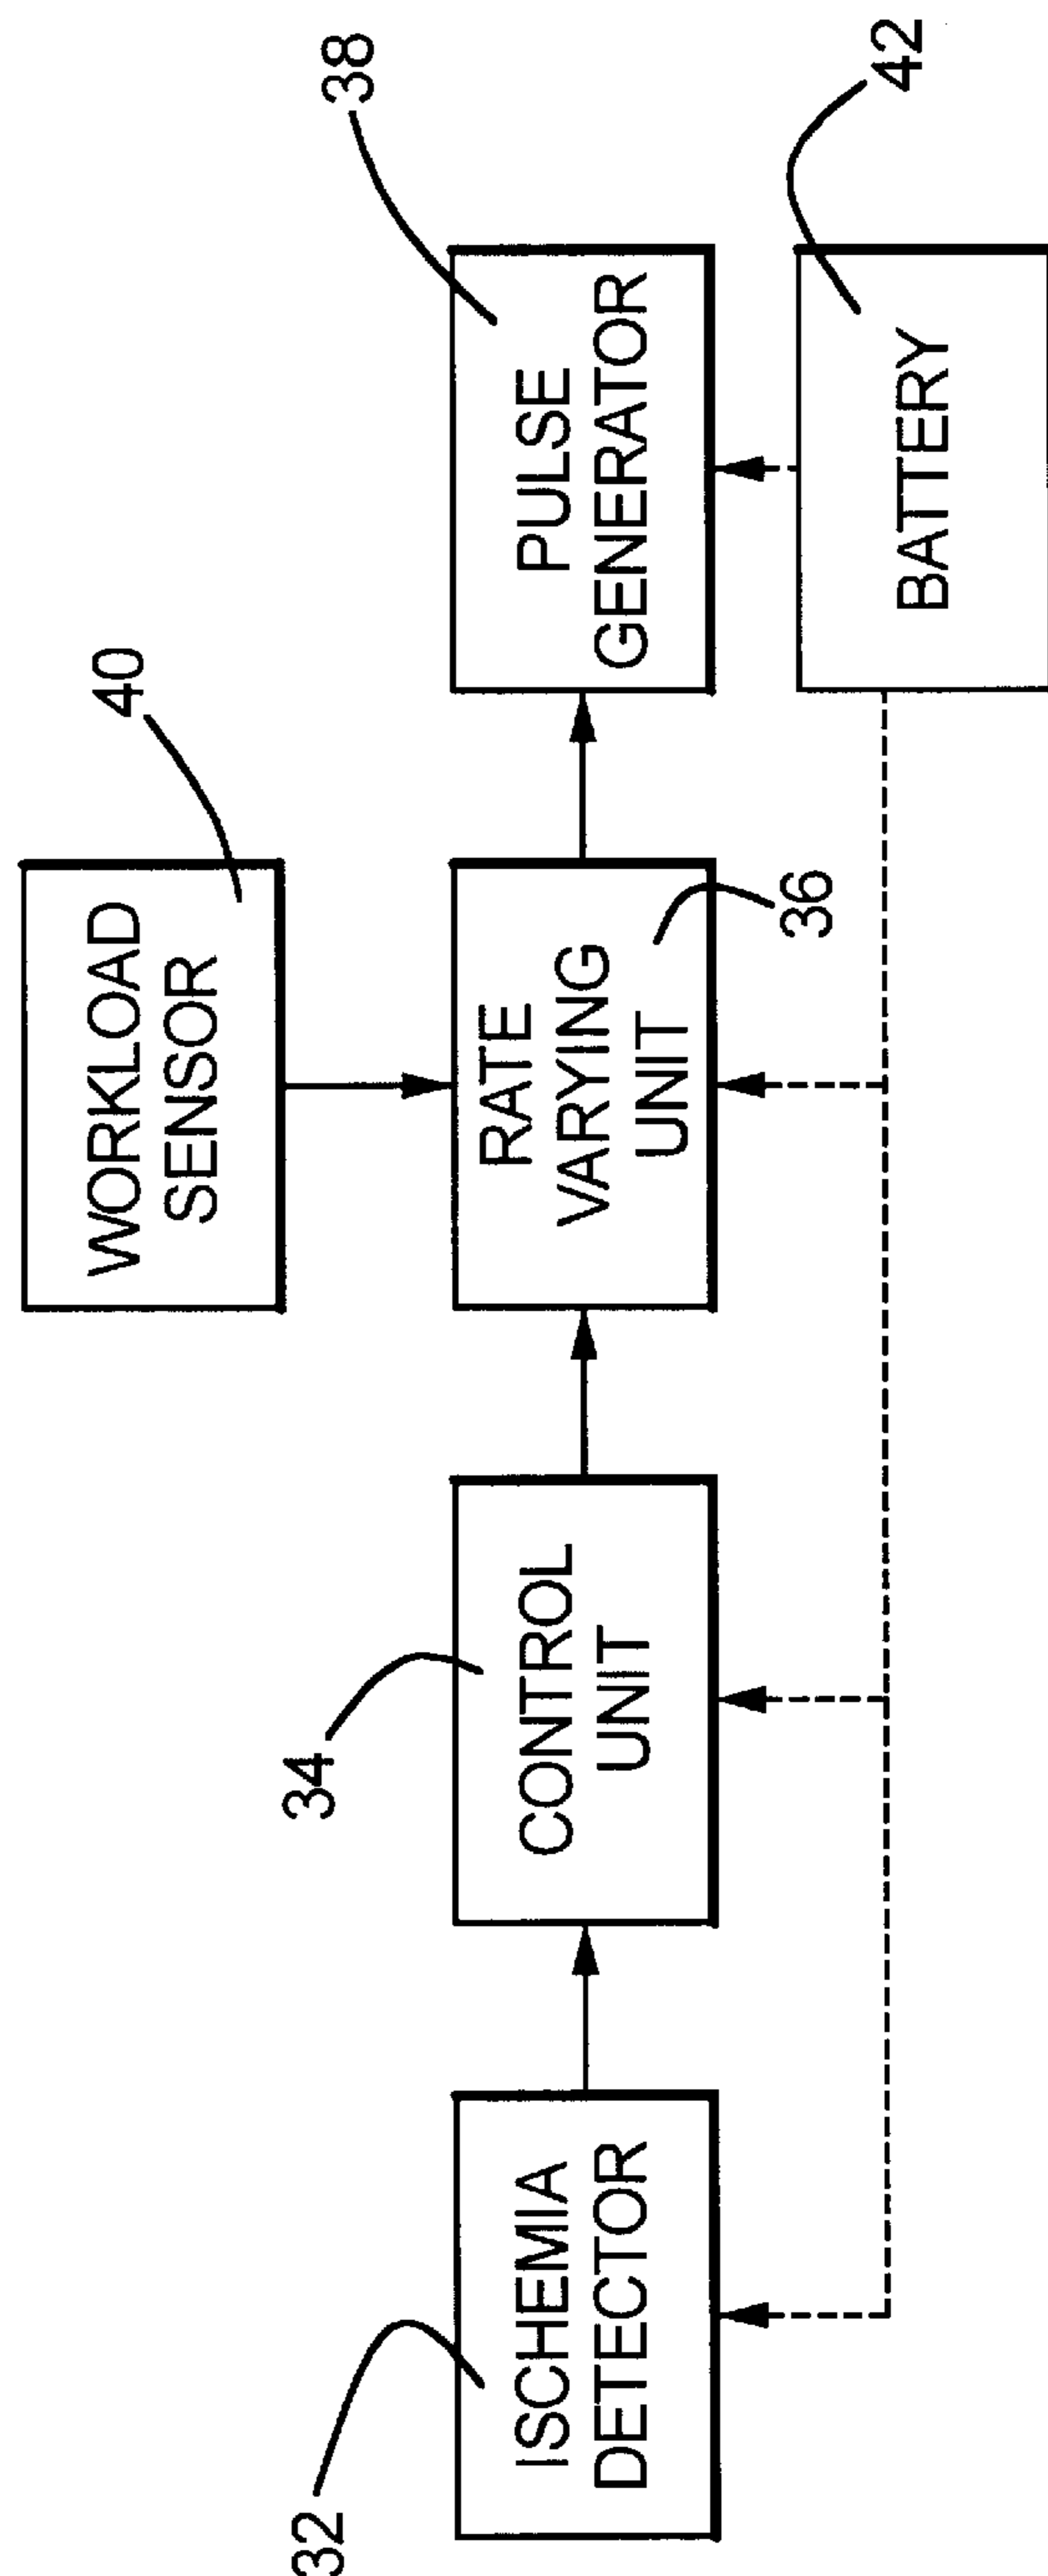 40
WORKLOAD
SENSOR
38
34
32
ISCHEMIA
DETECTOR
CONTROL
UNIT
RATE
VARYING
UNIT
PULSE
GENERATOR
36
BATTERY
42